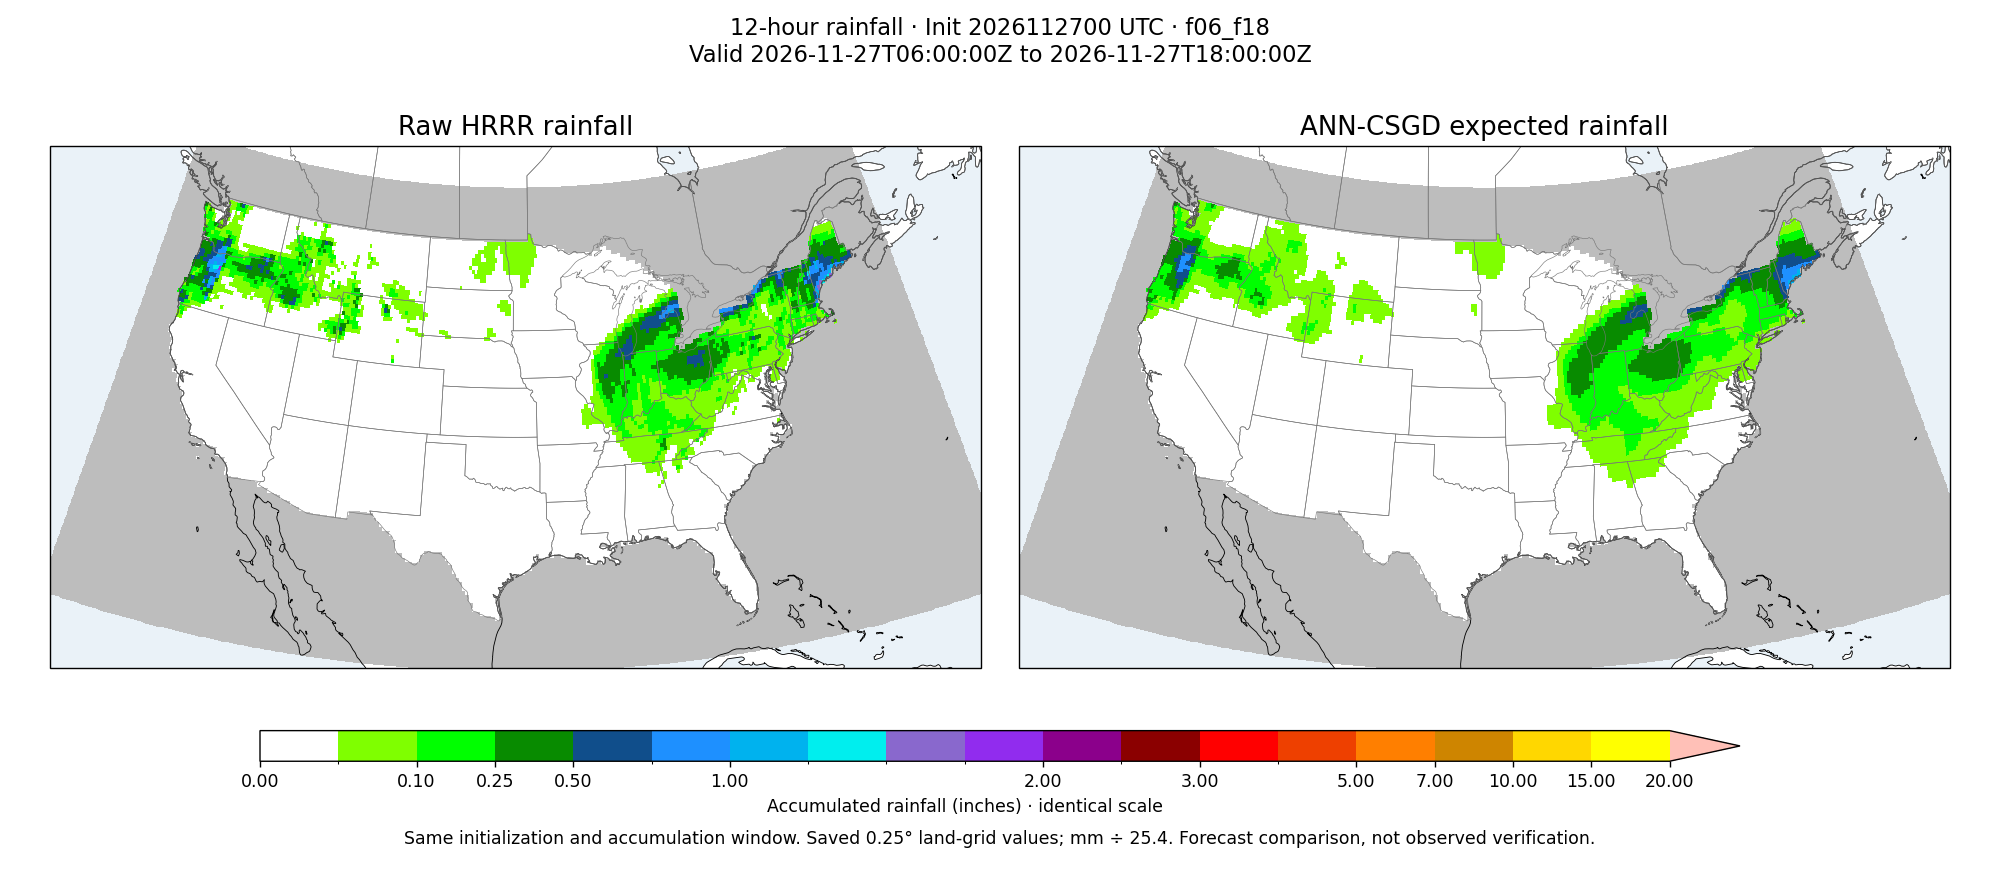 12-hour rainfall · Init 2026112700 UTC · f06_f18
Valid 2026-11-27T06:00:00Z to 2026-11-27T18:00:00Z
Raw HRRR rainfall
ANN-CSGD expected rainfall
0.00 0.10 0.25 0.50 1.00 2.00 3.00 5.00 7.00 10.00 15.00 20.00
Accumulated rainfall (inches) · identical scale
Same initialization and accumulation window. Saved 0.25° land-grid values; mm ÷ 25.4. Forecast comparison, not observed verification.